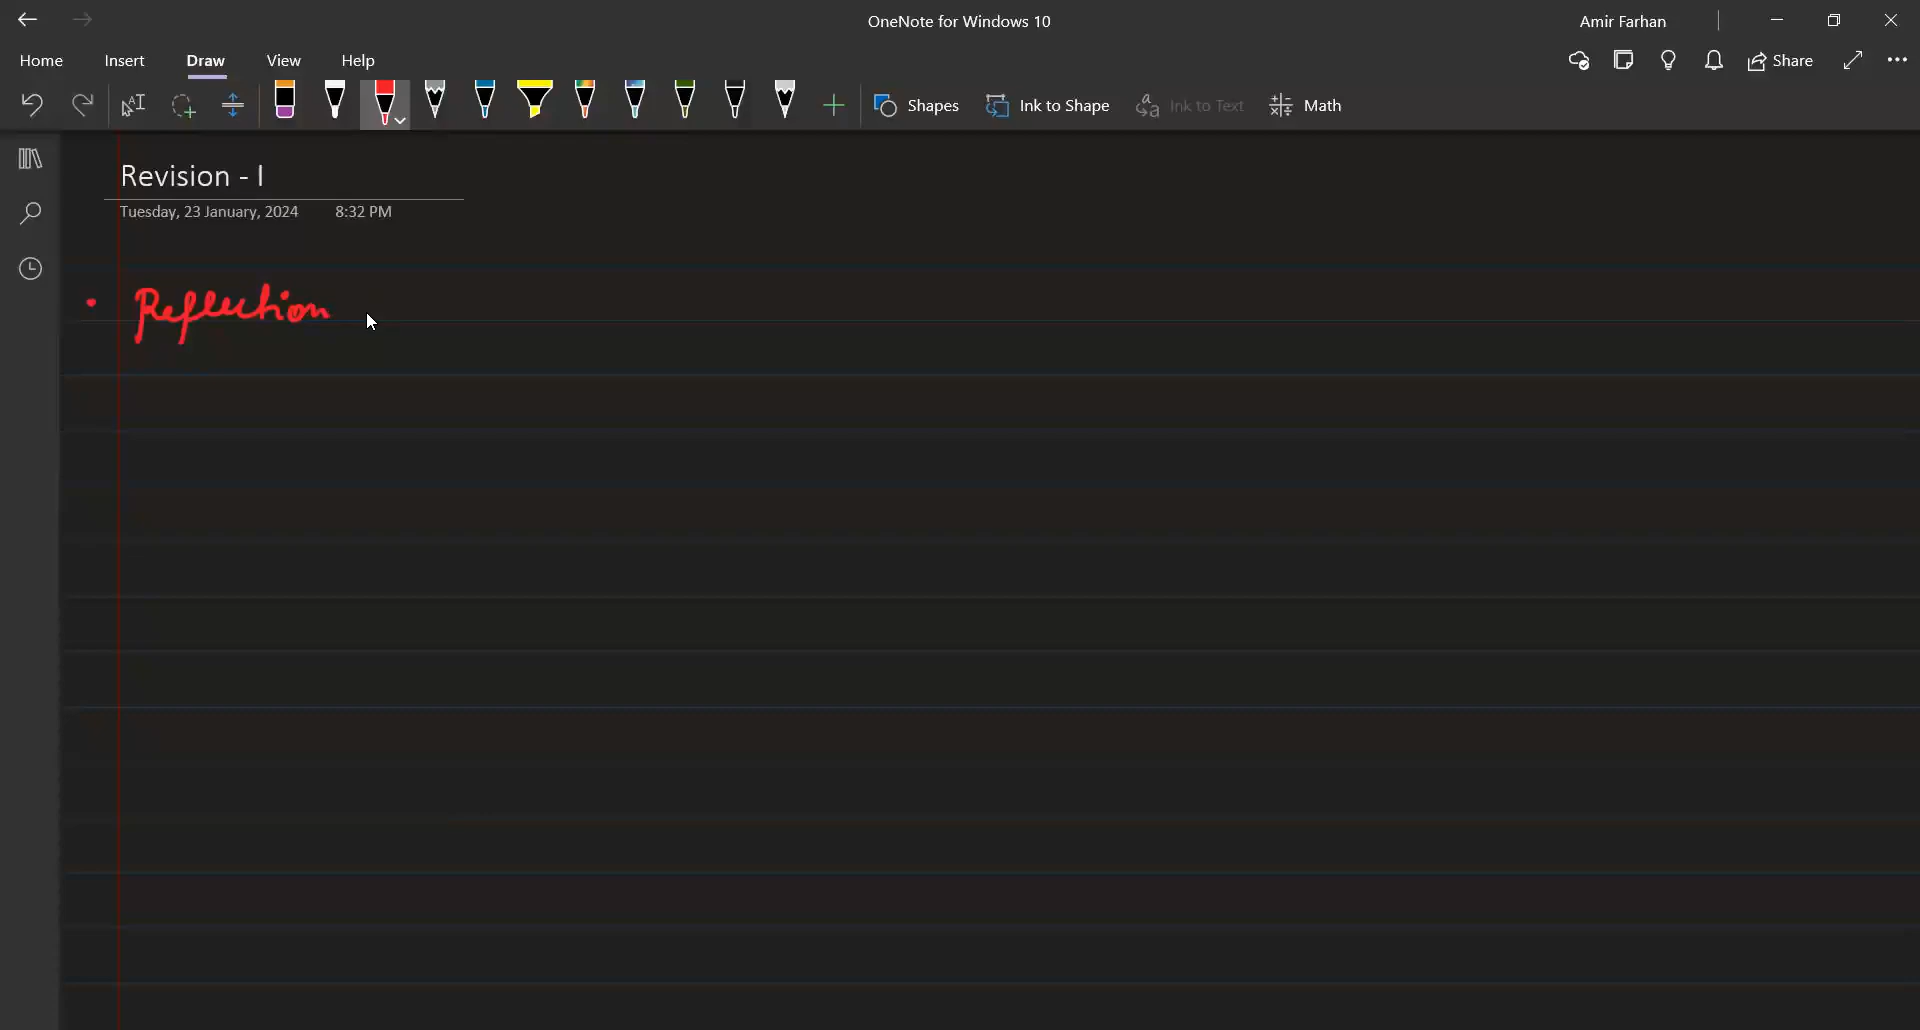 OneNote for Windows 10
Amir Farhan
Home Insert Draw View Help
Share
Shapes Ink to Shape Ink to Text Math
Revision - I
Tuesday, 23 January, 2024 8:32 PM
• Reflection